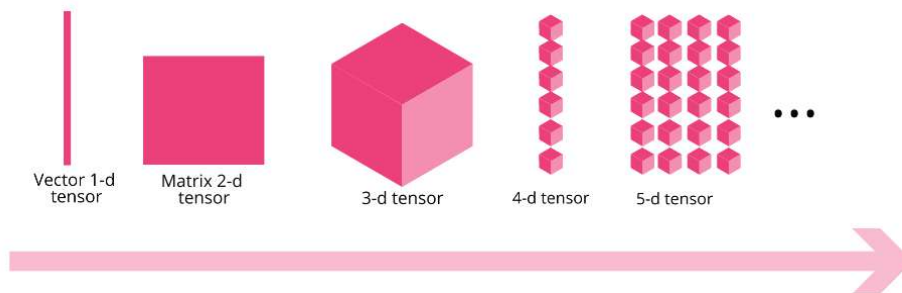 Vector 1-d
tensor
Matrix 2-d
tensor
3-d tensor
4-d tensor
5-d tensor
...